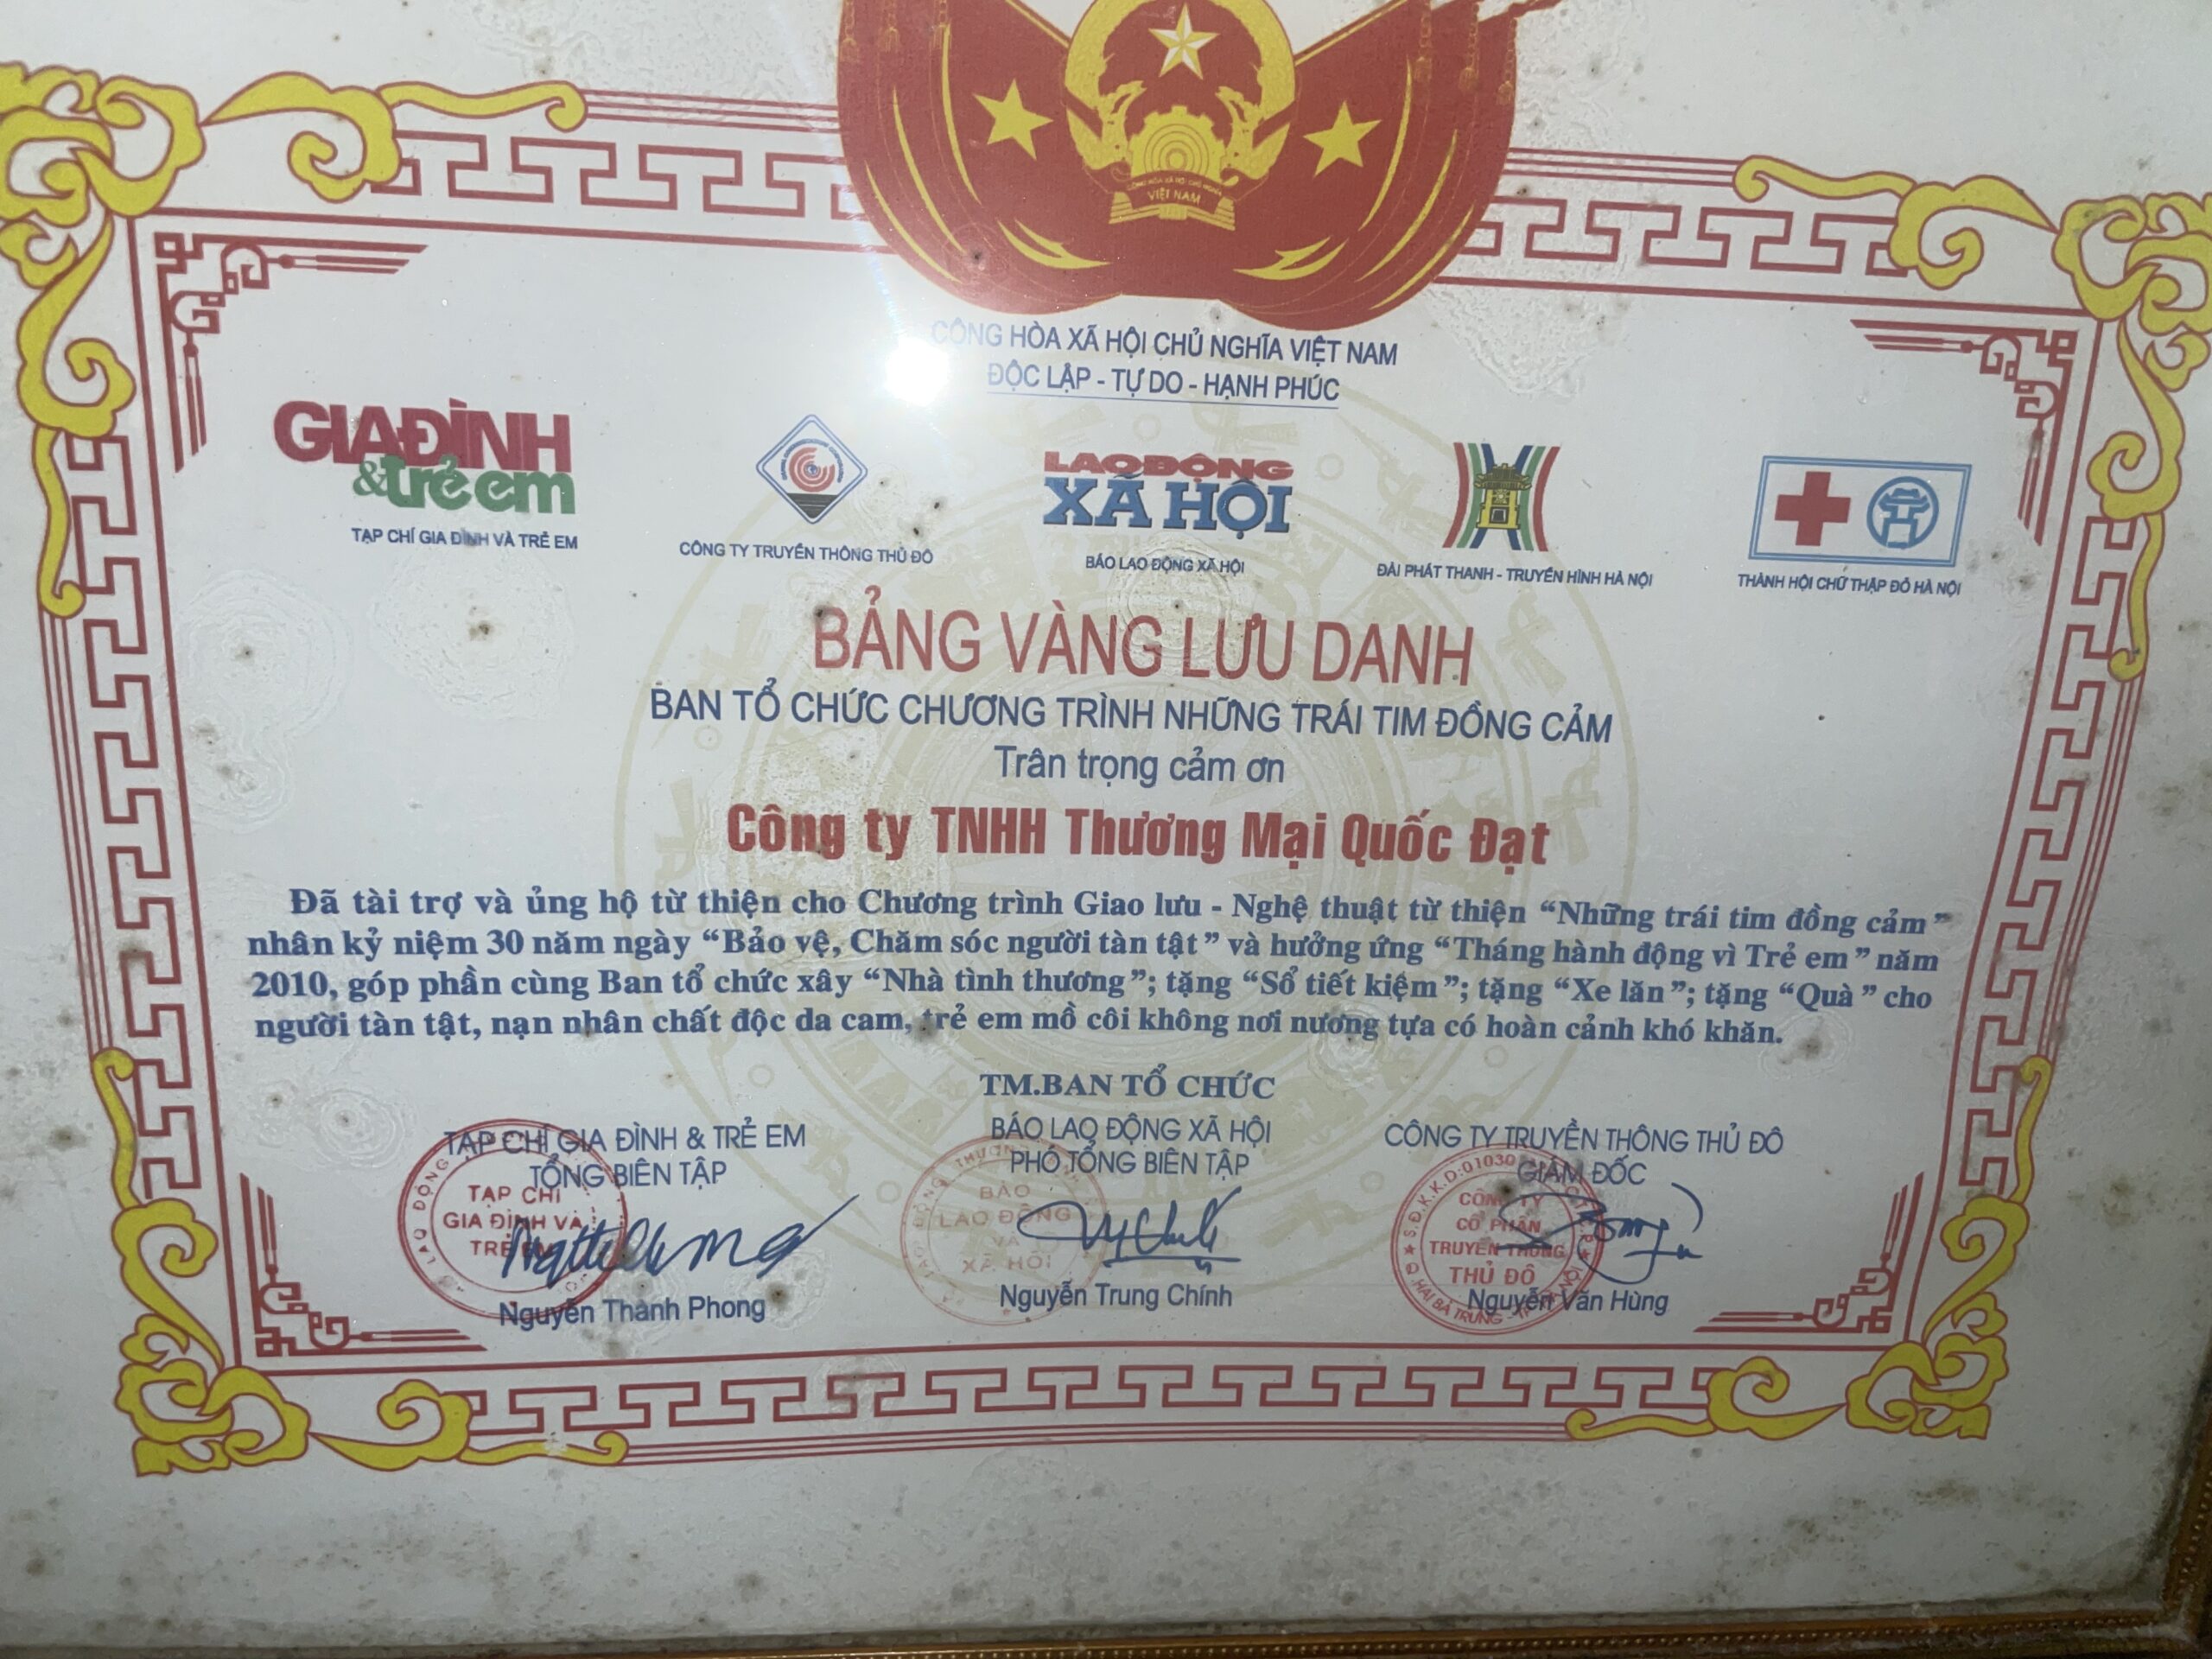 VIỆT NAM
CỘNG HÒA XÃ HỘI CHỦ NGHĨA VIỆT NAM
ĐỘC LẬP - TỰ DO - HẠNH PHÚC
GIA ĐÌNH
& trẻ em
TẠP CHÍ GIA ĐÌNH VÀ TRẺ EM
CÔNG TY TRUYỀN THÔNG THỦ ĐÔ
LAO ĐỘNG
XÃ HỘI
BÁO LAO ĐỘNG XÃ HỘI
ĐÀI PHÁT THANH - TRUYỀN HÌNH HÀ NỘI
THÀNH HỘI CHỮ THẬP ĐỎ HÀ NỘI
BẢNG VÀNG LƯU DANH
BAN TỔ CHỨC CHƯƠNG TRÌNH NHỮNG TRÁI TIM ĐỒNG CẢM
Trân trọng cảm ơn
Công ty TNHH Thương Mại Quốc Đạt
Đã tài trợ và ủng hộ từ thiện cho Chương trình Giao lưu - Nghệ thuật từ thiện “Những trái tim đồng cảm”
nhân kỷ niệm 30 năm ngày “Bảo vệ, Chăm sóc người tàn tật” và hưởng ứng “Tháng hành động vì Trẻ em” năm
2010, góp phần cùng Ban tổ chức xây “Nhà tình thương”; tặng “Sổ tiết kiệm”; tặng “Xe lăn”; tặng “Quà” cho
người tàn tật, nạn nhân chất độc da cam, trẻ em mồ côi không nơi nương tựa có hoàn cảnh khó khăn.
TM.BAN TỔ CHỨC
TẠP CHÍ GIA ĐÌNH & TRẺ EM
TỔNG BIÊN TẬP
TẠP CHÍ
GIA ĐÌNH VÀ
TRẺ EM
Nguyễn Thành Phong
BÁO LAO ĐỘNG XÃ HỘI
PHÓ TỔNG BIÊN TẬP
BÁO
LAO ĐỘNG
VÀ
XÃ HỘI
Nguyễn Trung Chính
CÔNG TY TRUYỀN THÔNG THỦ ĐÔ
GIÁM ĐỐC
CÔNG TY
CỔ PHẦN
TRUYỀN THÔNG
THỦ ĐÔ
Nguyễn Văn Hùng